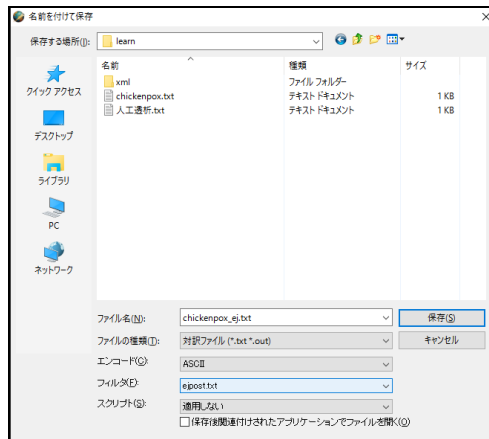 名前を付けて保存
保存する場所(I):
learn
名前
種類
サイズ
xml
ファイル フォルダー
chickenpox.txt
テキスト ドキュメント
1 KB
人工透析.txt
テキスト ドキュメント
1 KB
クイック アクセス
デスクトップ
ライブラリ
PC
ネットワーク
ファイル名(N):
chickenpox_ej.txt
保存(S)
ファイルの種類(T):
対訳ファイル (*.txt *.out)
キャンセル
エンコード(C):
ASCII
フィルタ(F):
ejpost.txt
スクリプト(S):
適用しない
保存後関連付けされたアプリケーションでファイルを開く(O)